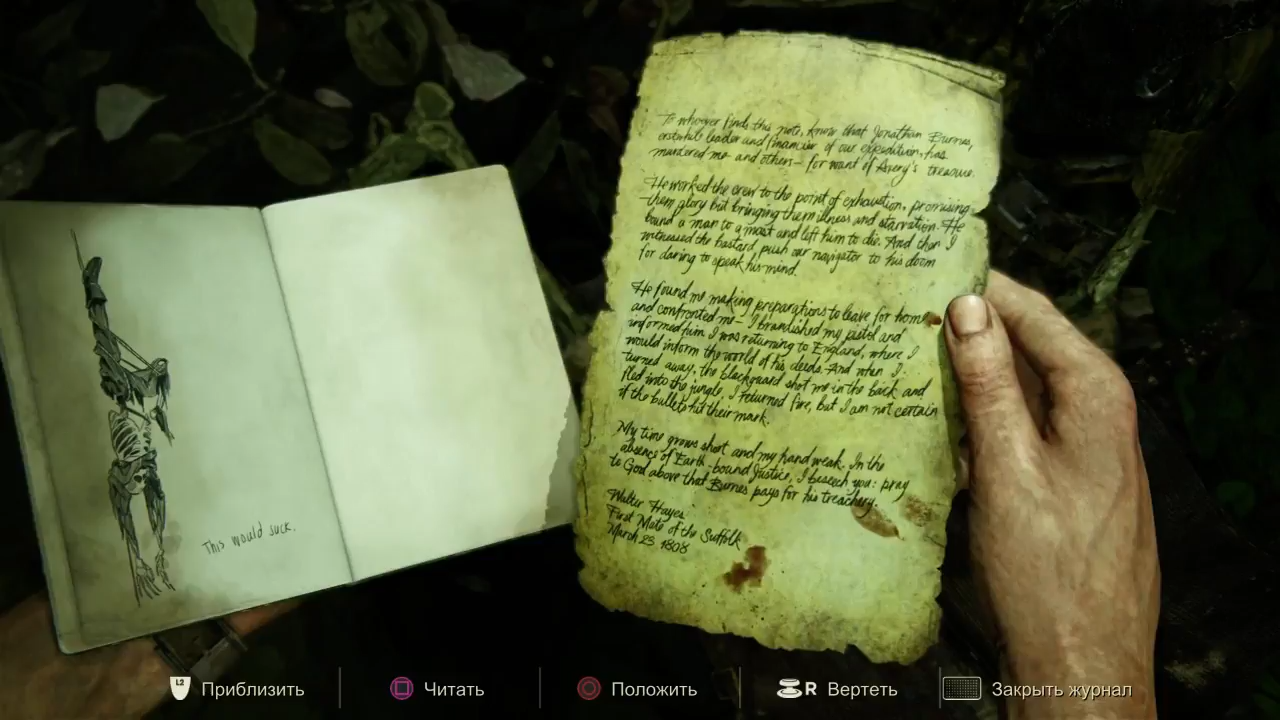 This would suck.
To whoever finds this note, know that Jonathan Burnes,
erstwhile leader and financier of our expedition, has
murdered me and others— for want of Avery's treasure.
He worked the crew to the point of exhaustion, promising
them glory but bringing them illness and starvation. He
bound a man to a mast and left him to die. And then I
witnessed the bastard push our navigator to his doom
for daring to speak his mind.
He found me making preparations to leave for home
and confronted me— I brandished my pistol and
informed him I was returning to England, where I
would inform the world of his deeds. And when I
turned away, the blackguard shot me in the back and
fled into the jungle. I returned fire, but I am not certain
if the bullets hit their mark.
My time grows short and my hand weak. In the
absence of Earth-bound Justice, I beseech you: pray
to God above that Burnes pays for his treachery.
Walter Hayes
First Mate of the Suffolk
March 23 1808
L2 Приблизить
Читать
Положить
R Вертеть
Закрыть журнал